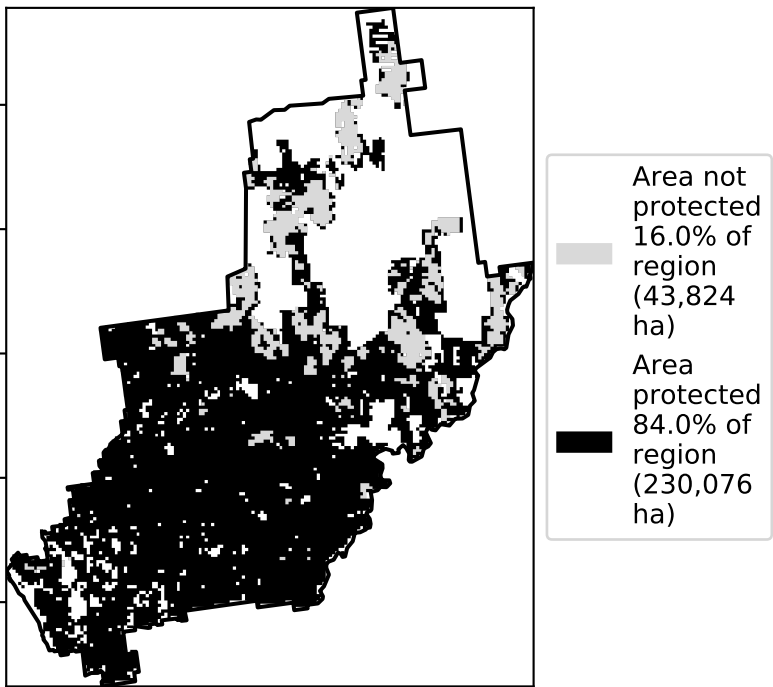 Area not
protected
16.0% of
region
(43,824
ha)
Area
protected
84.0% of
region
(230,076
ha)